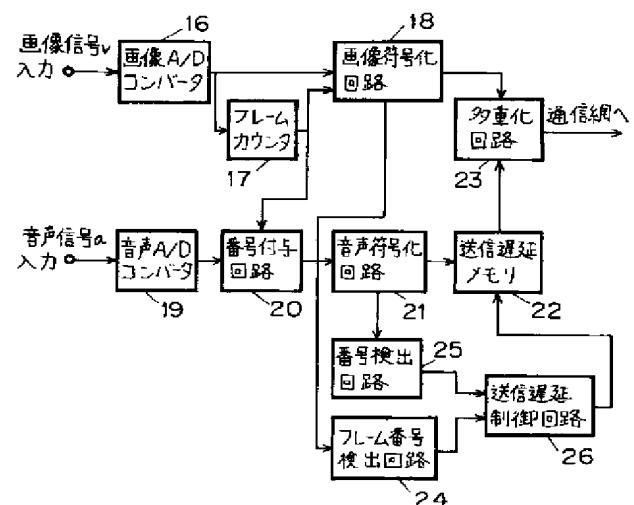 16
18
画像信号v
入力
画像A/D
コンバータ
画像符号化
回路
フレーム
カウンタ
17
多重化
回路
23
通信網へ
音声信号a
入力
音声A/D
コンバータ
19
番号付与
回路
20
音声符号化
回路
21
送信遅延
メモリ
22
番号検出
回路
25
フレーム番号
検出回路
24
送信遅延
制御回路
26